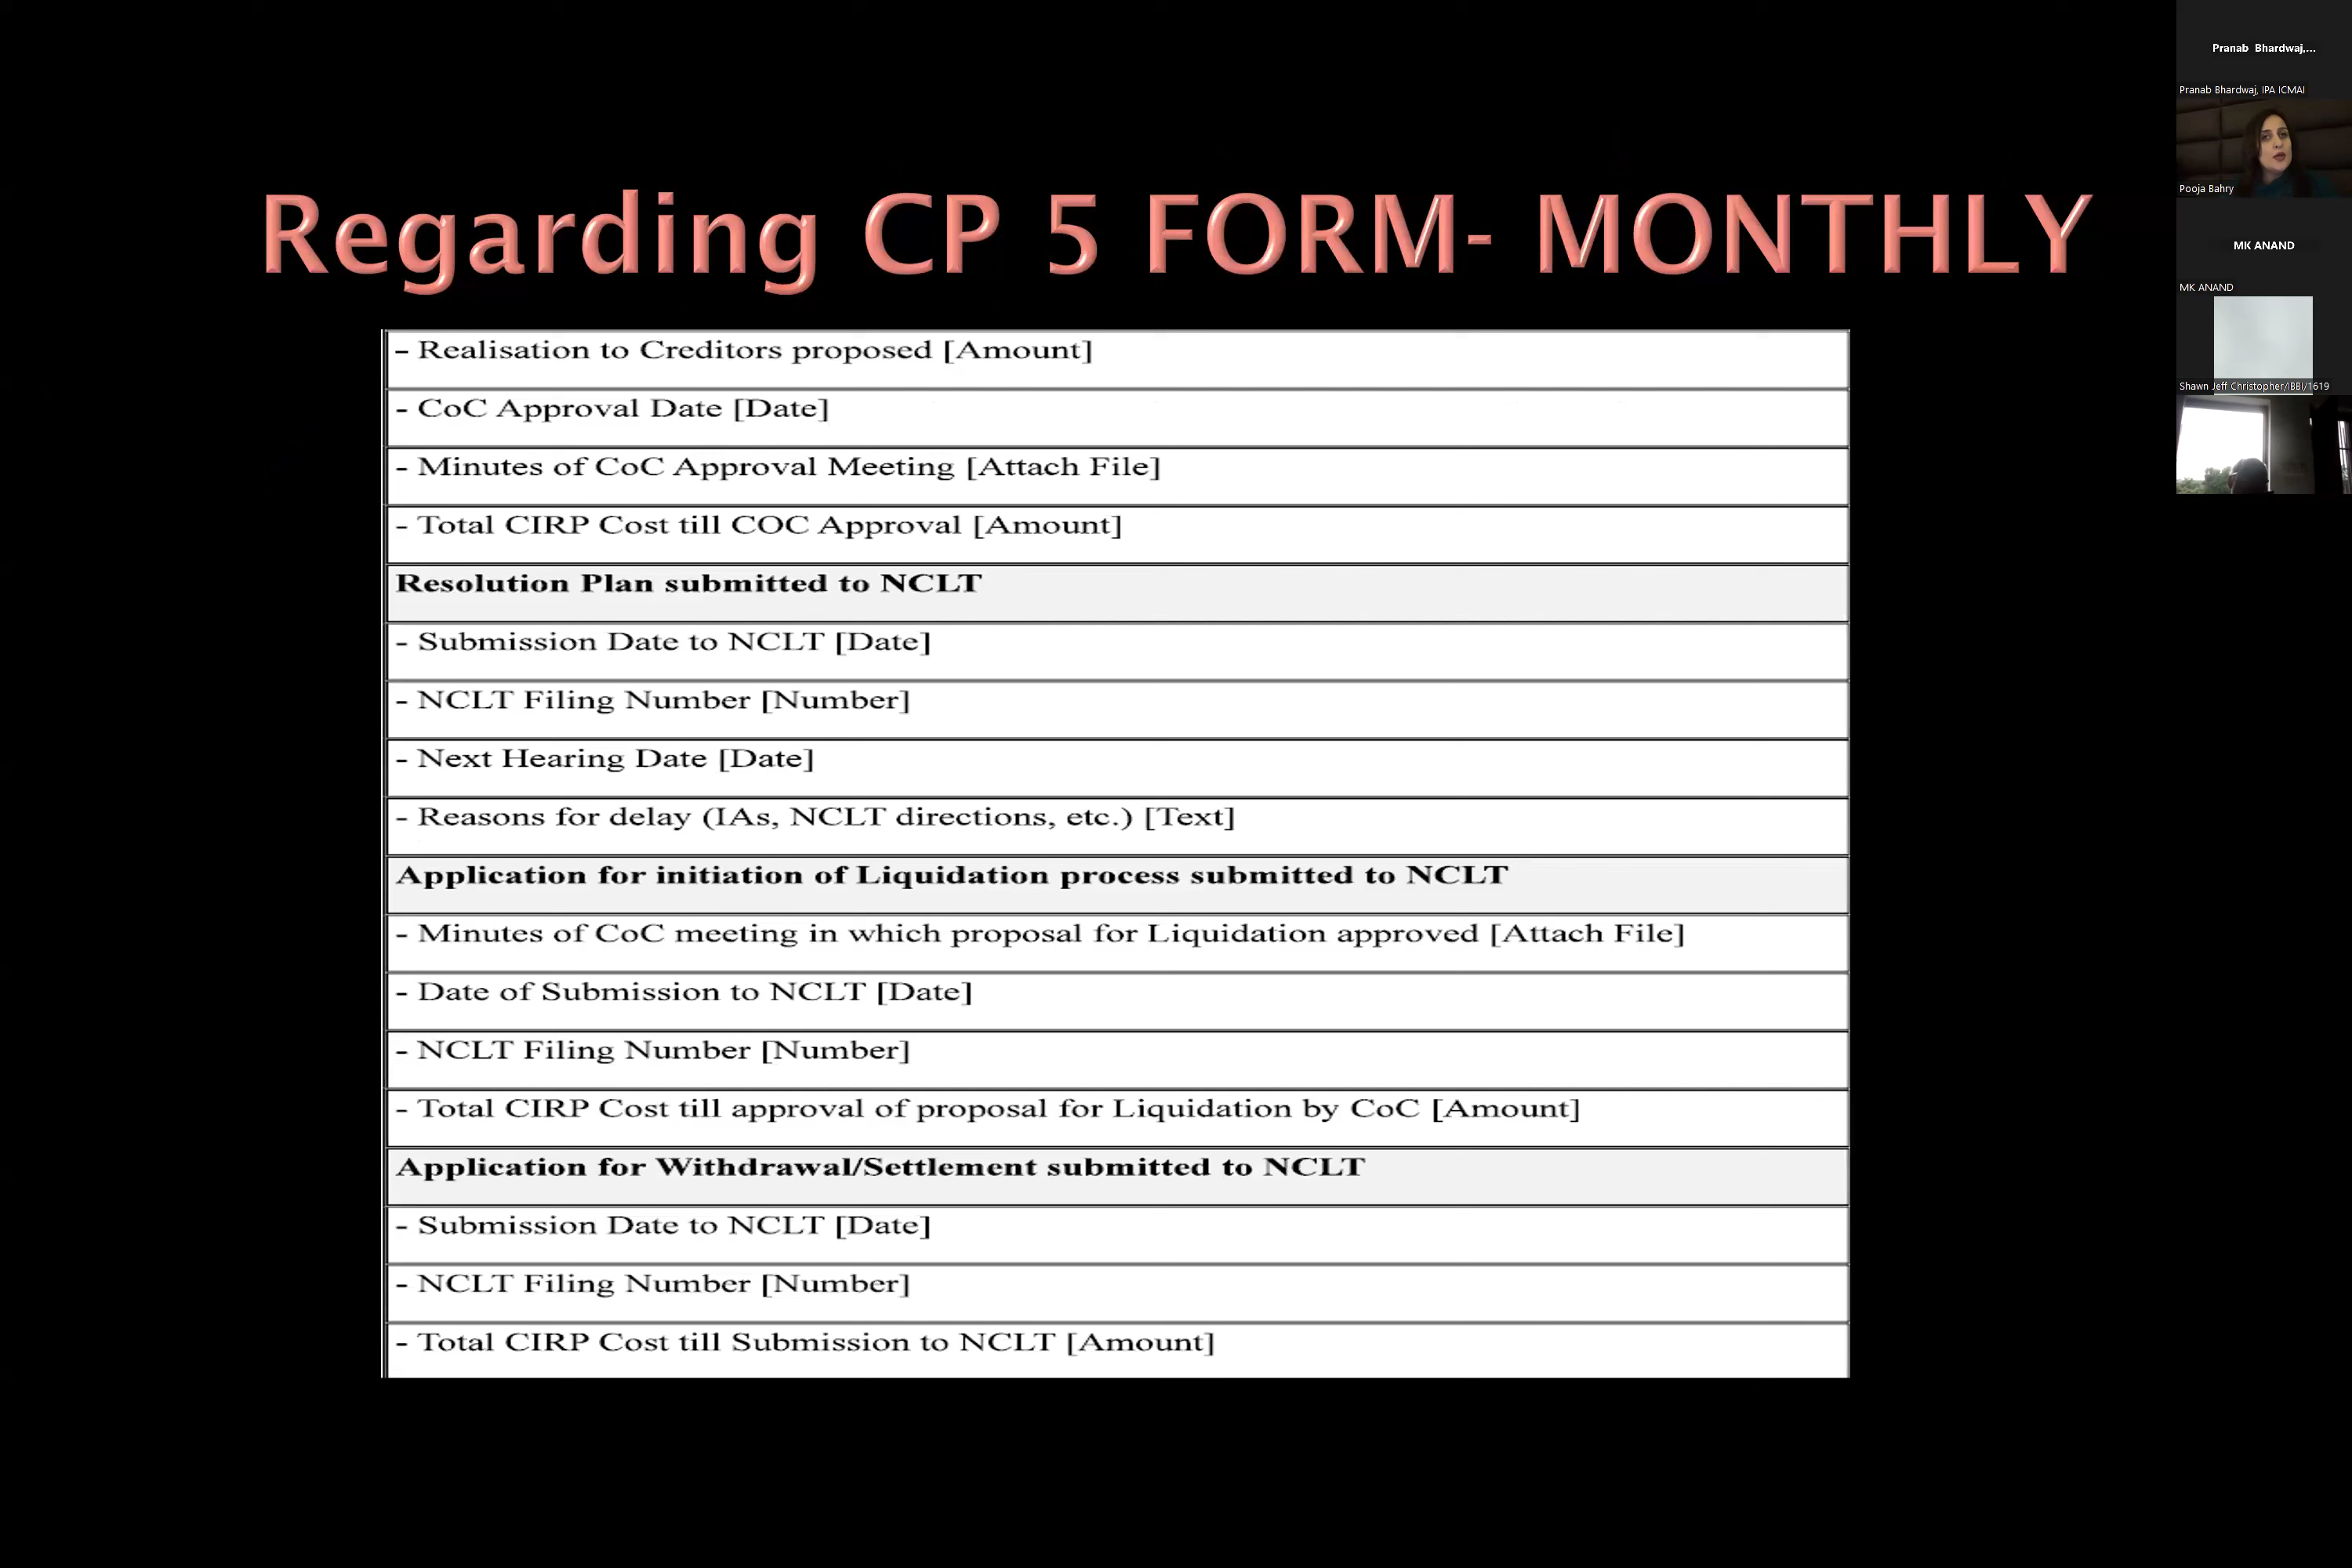 Regarding CP 5 FORM- MONTHLY
- Realisation to Creditors proposed [Amount]
- CoC Approval Date [Date]
- Minutes of CoC Approval Meeting [Attach File]
- Total CIRP Cost till COC Approval [Amount]
Resolution Plan submitted to NCLT
- Submission Date to NCLT [Date]
- NCLT Filing Number [Number]
- Next Hearing Date [Date]
- Reasons for delay (IAs, NCLT directions, etc.) [Text]
Application for initiation of Liquidation process submitted to NCLT
- Minutes of CoC meeting in which proposal for Liquidation approved [Attach File]
- Date of Submission to NCLT [Date]
- NCLT Filing Number [Number]
- Total CIRP Cost till approval of proposal for Liquidation by CoC [Amount]
Application for Withdrawal/Settlement submitted to NCLT
- Submission Date to NCLT [Date]
- NCLT Filing Number [Number]
- Total CIRP Cost till Submission to NCLT [Amount]
Pranab Bhardwaj,...
Pranab Bhardwaj, IPA ICMAI
Pooja Bahry
MK ANAND
MK ANAND
Shawn Jeff Christopher/IBBI/1619